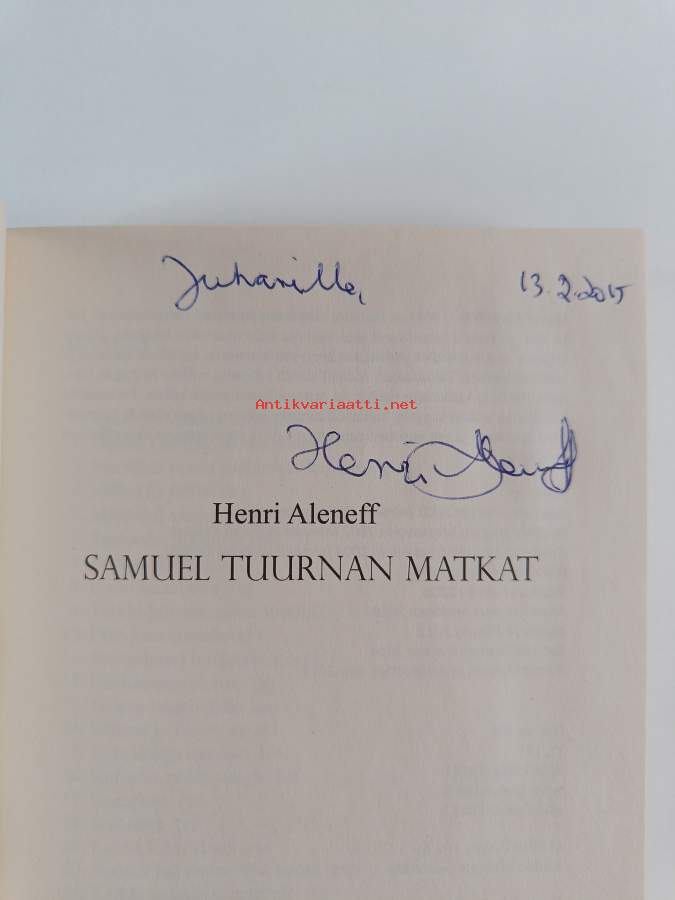 Juhanille, 13.2.2015
Antikvariaatti.net
Henri Aleneff
Henri Aleneff
SAMUEL TUURNAN MATKAT